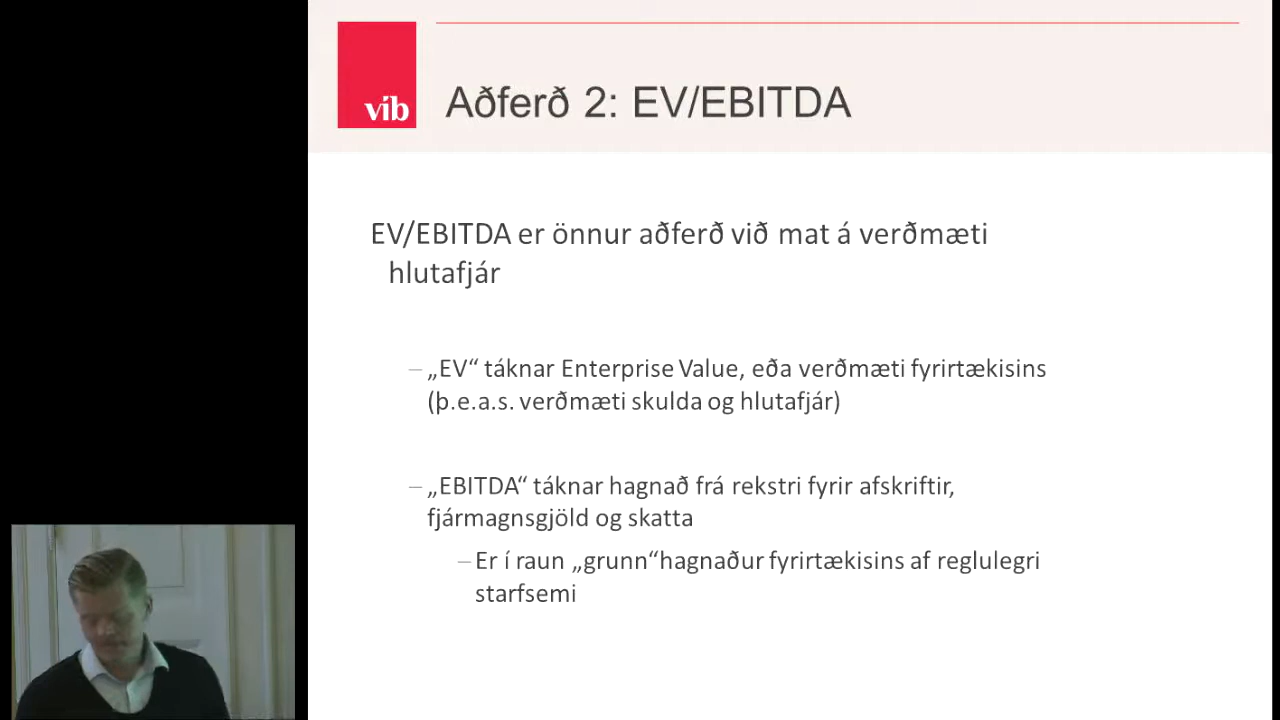 víb
Aðferð 2: EV/EBITDA
EV/EBITDA er önnur aðferð við mat á verðmæti
hlutafjár
– „EV“ táknar Enterprise Value, eða verðmæti fyrirtækisins
(þ.e.a.s. verðmæti skulda og hlutafjár)
– „EBITDA“ táknar hagnað frá rekstri fyrir afskriftir,
fjármagnsgjöld og skatta
– Er í raun „grunn“hagnaður fyrirtækisins af reglulegri
starfsemi